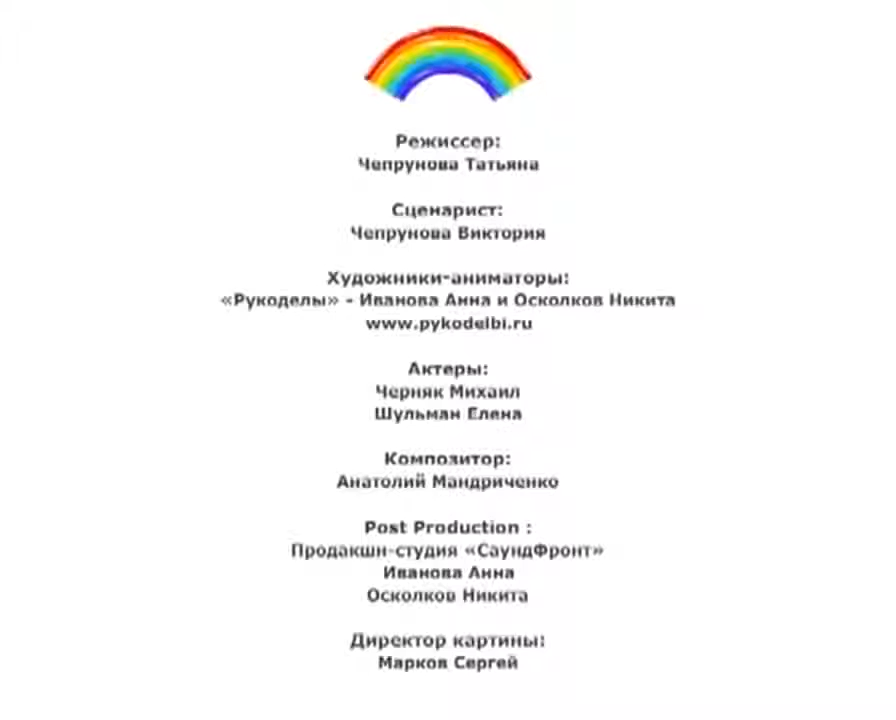 Режиссер:
Чепрунова Татьяна
Сценарист:
Чепрунова Виктория
Художники-аниматоры:
«Рукоделы» - Иванова Анна и Осколков Никита
www.pykodelbi.ru
Актеры:
Черняк Михаил
Шульман Елена
Композитор:
Анатолий Мандриченко
Post Production :
Продакшн-студия «СаундФронт»
Иванова Анна
Осколков Никита
Директор картины:
Марков Сергей